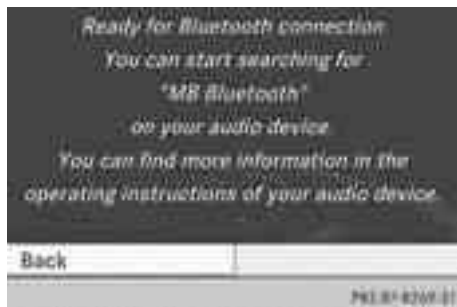 Ready for Bluetooth connection
You can start searching for
"MB Bluetooth"
on your audio device
You can find more information in the
operating instructions of your audio device
Back